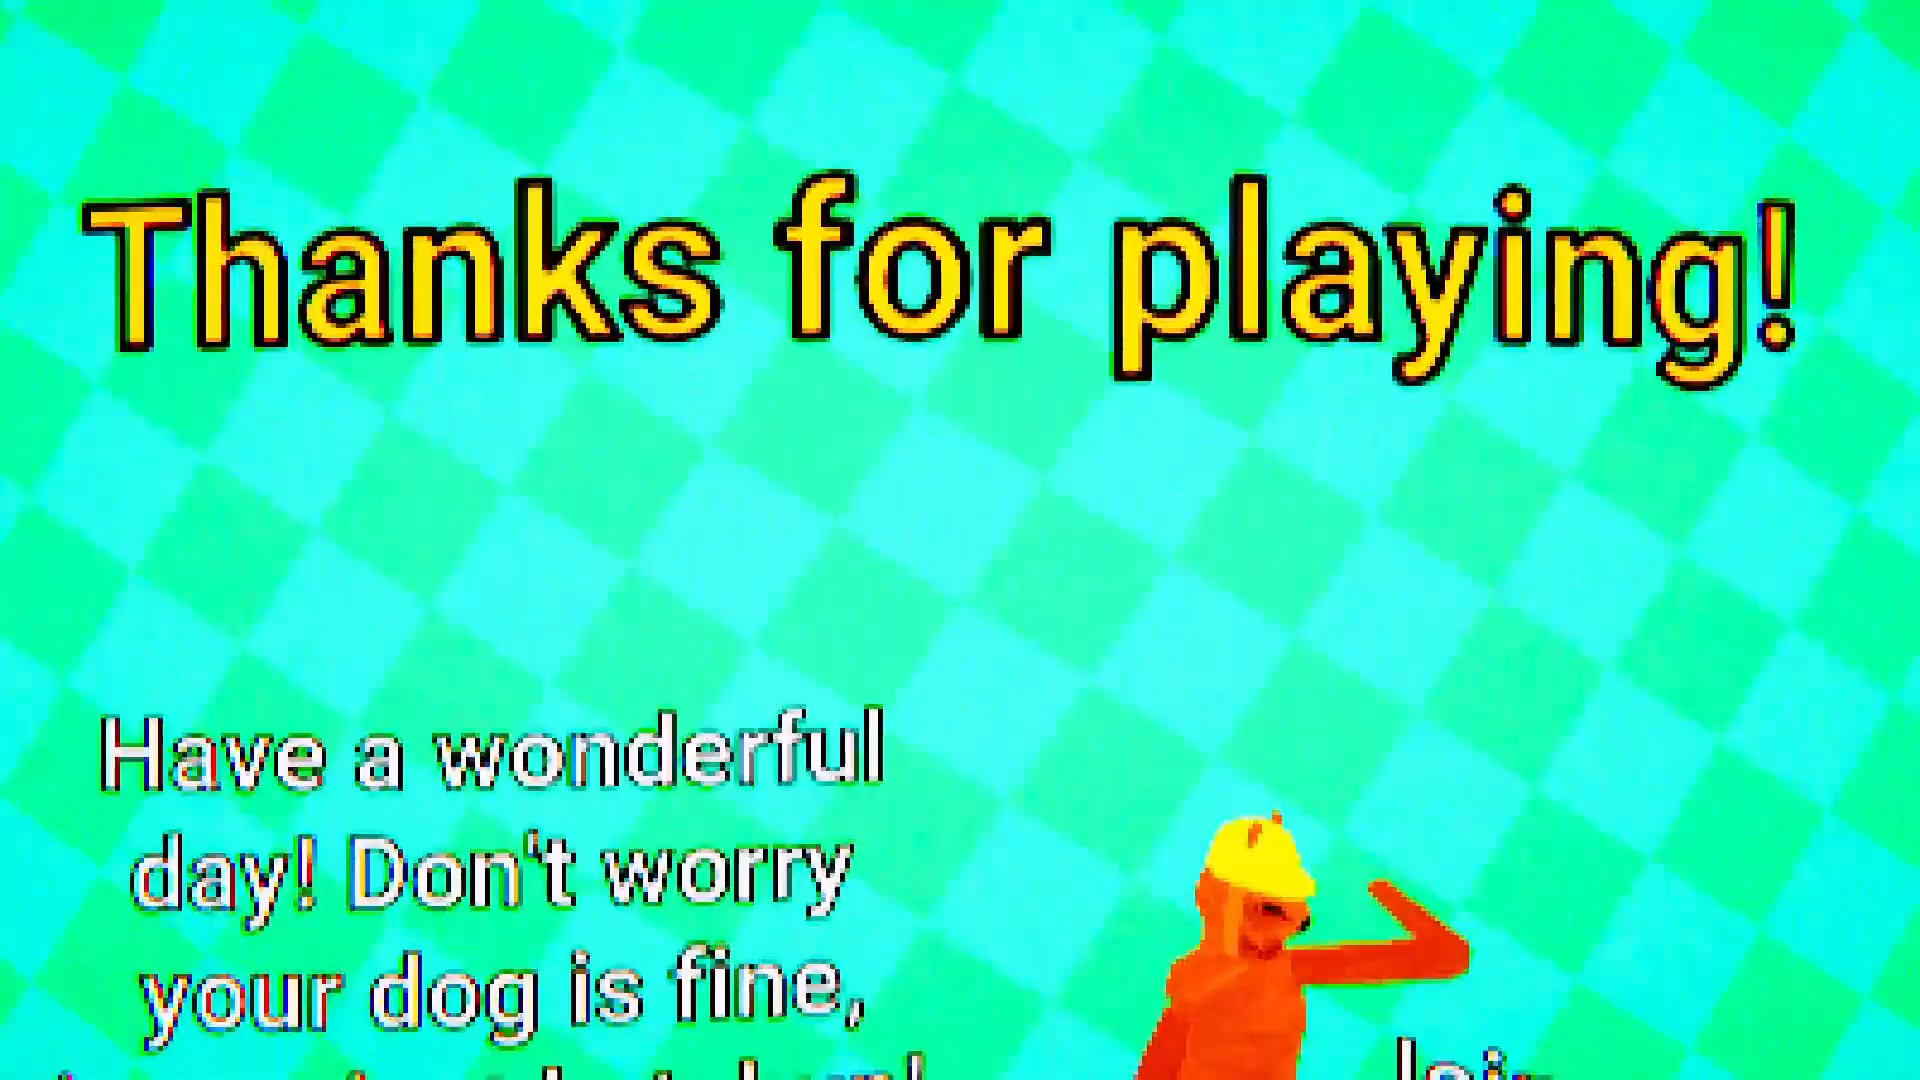 Thanks for playing!
Have a wonderful
day! Don't worry
your dog is fine,